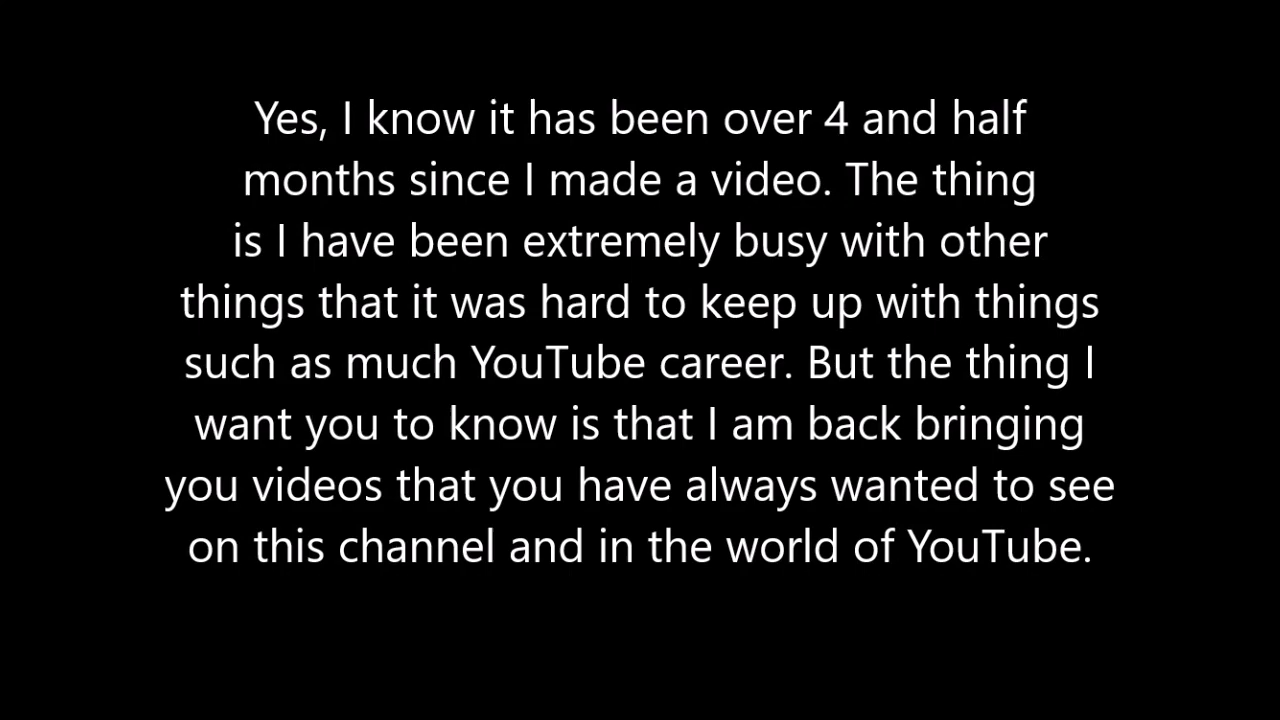 Yes, I know it has been over 4 and half
months since I made a video. The thing
is I have been extremely busy with other
things that it was hard to keep up with things
such as much YouTube career. But the thing I
want you to know is that I am back bringing
you videos that you have always wanted to see
on this channel and in the world of YouTube.